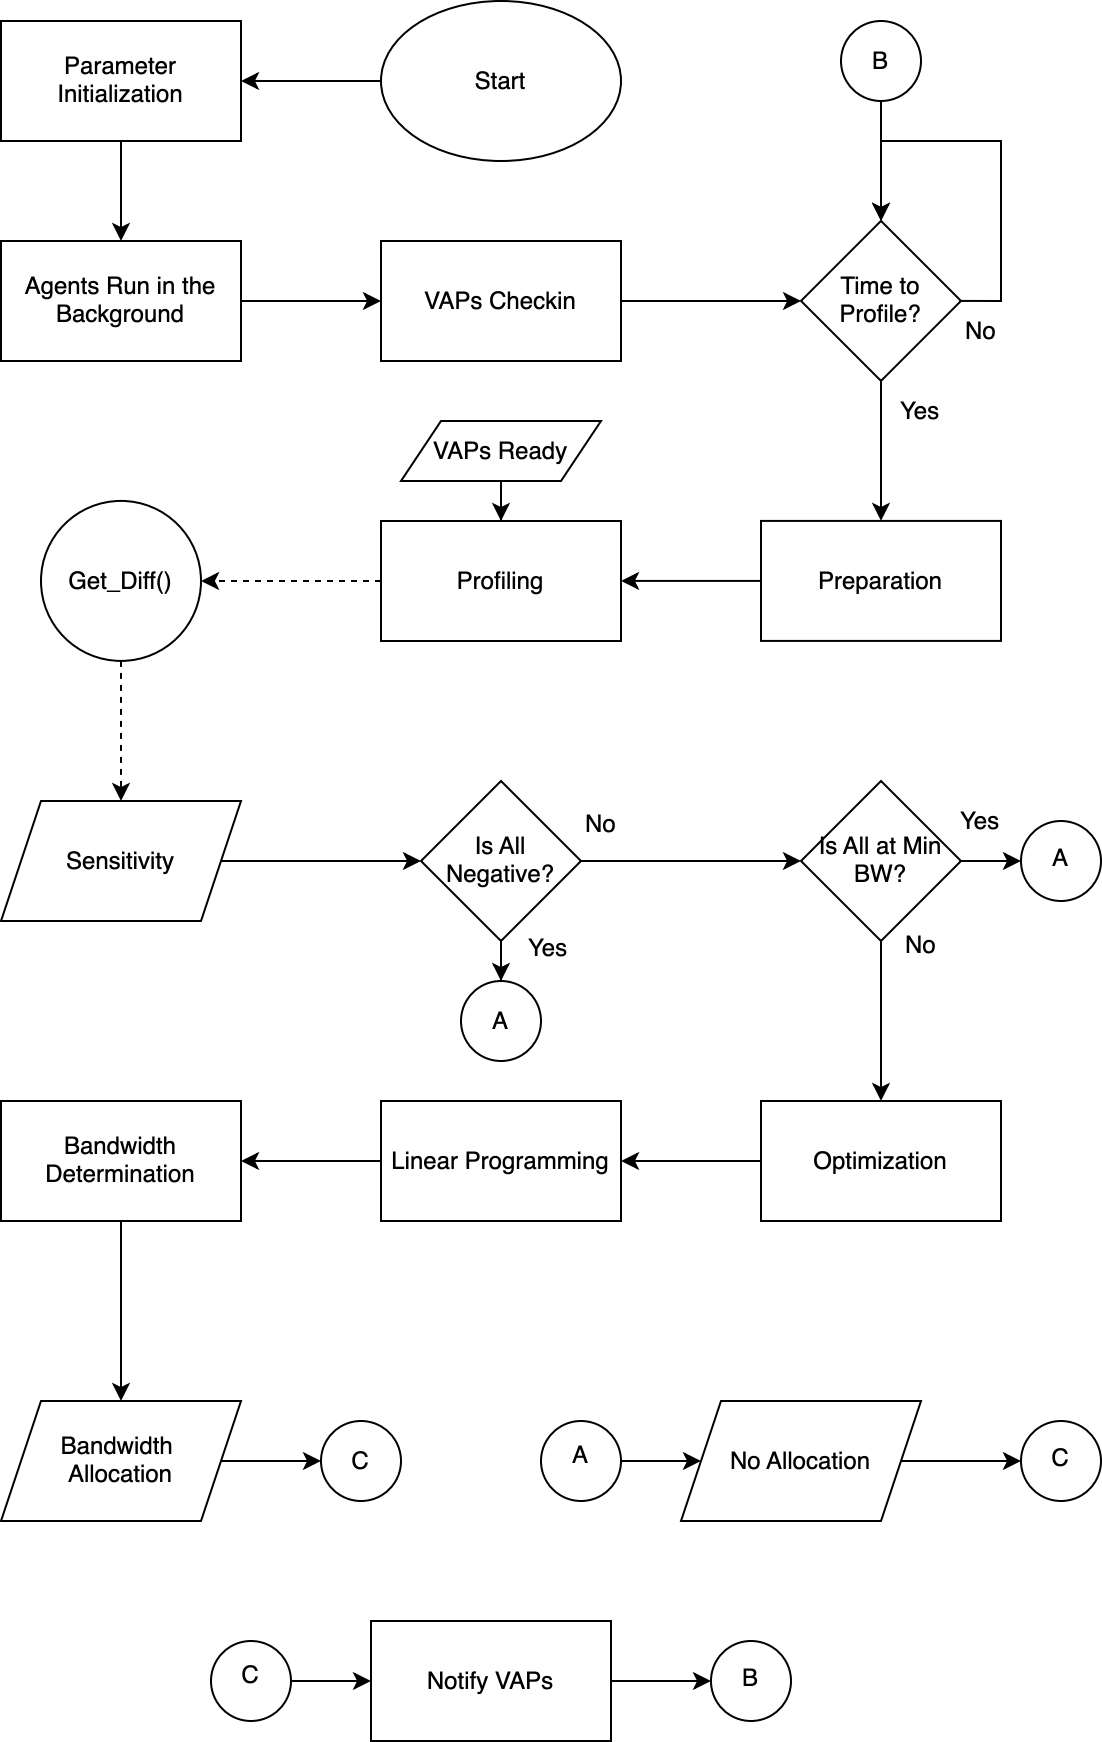 Parameter
Initialization
Start
B
Agents Run in the
Background
VAPs Checkin
Time to
Profile?
No
Yes
VAPs Ready
Get_Diff()
Profiling
Preparation
Sensitivity
Is All
Negative?
No
Yes
A
Is All at Min
BW?
Yes
A
No
Bandwidth
Determination
Linear Programming
Optimization
Bandwidth
Allocation
C
A
No Allocation
C
C
Notify VAPs
B